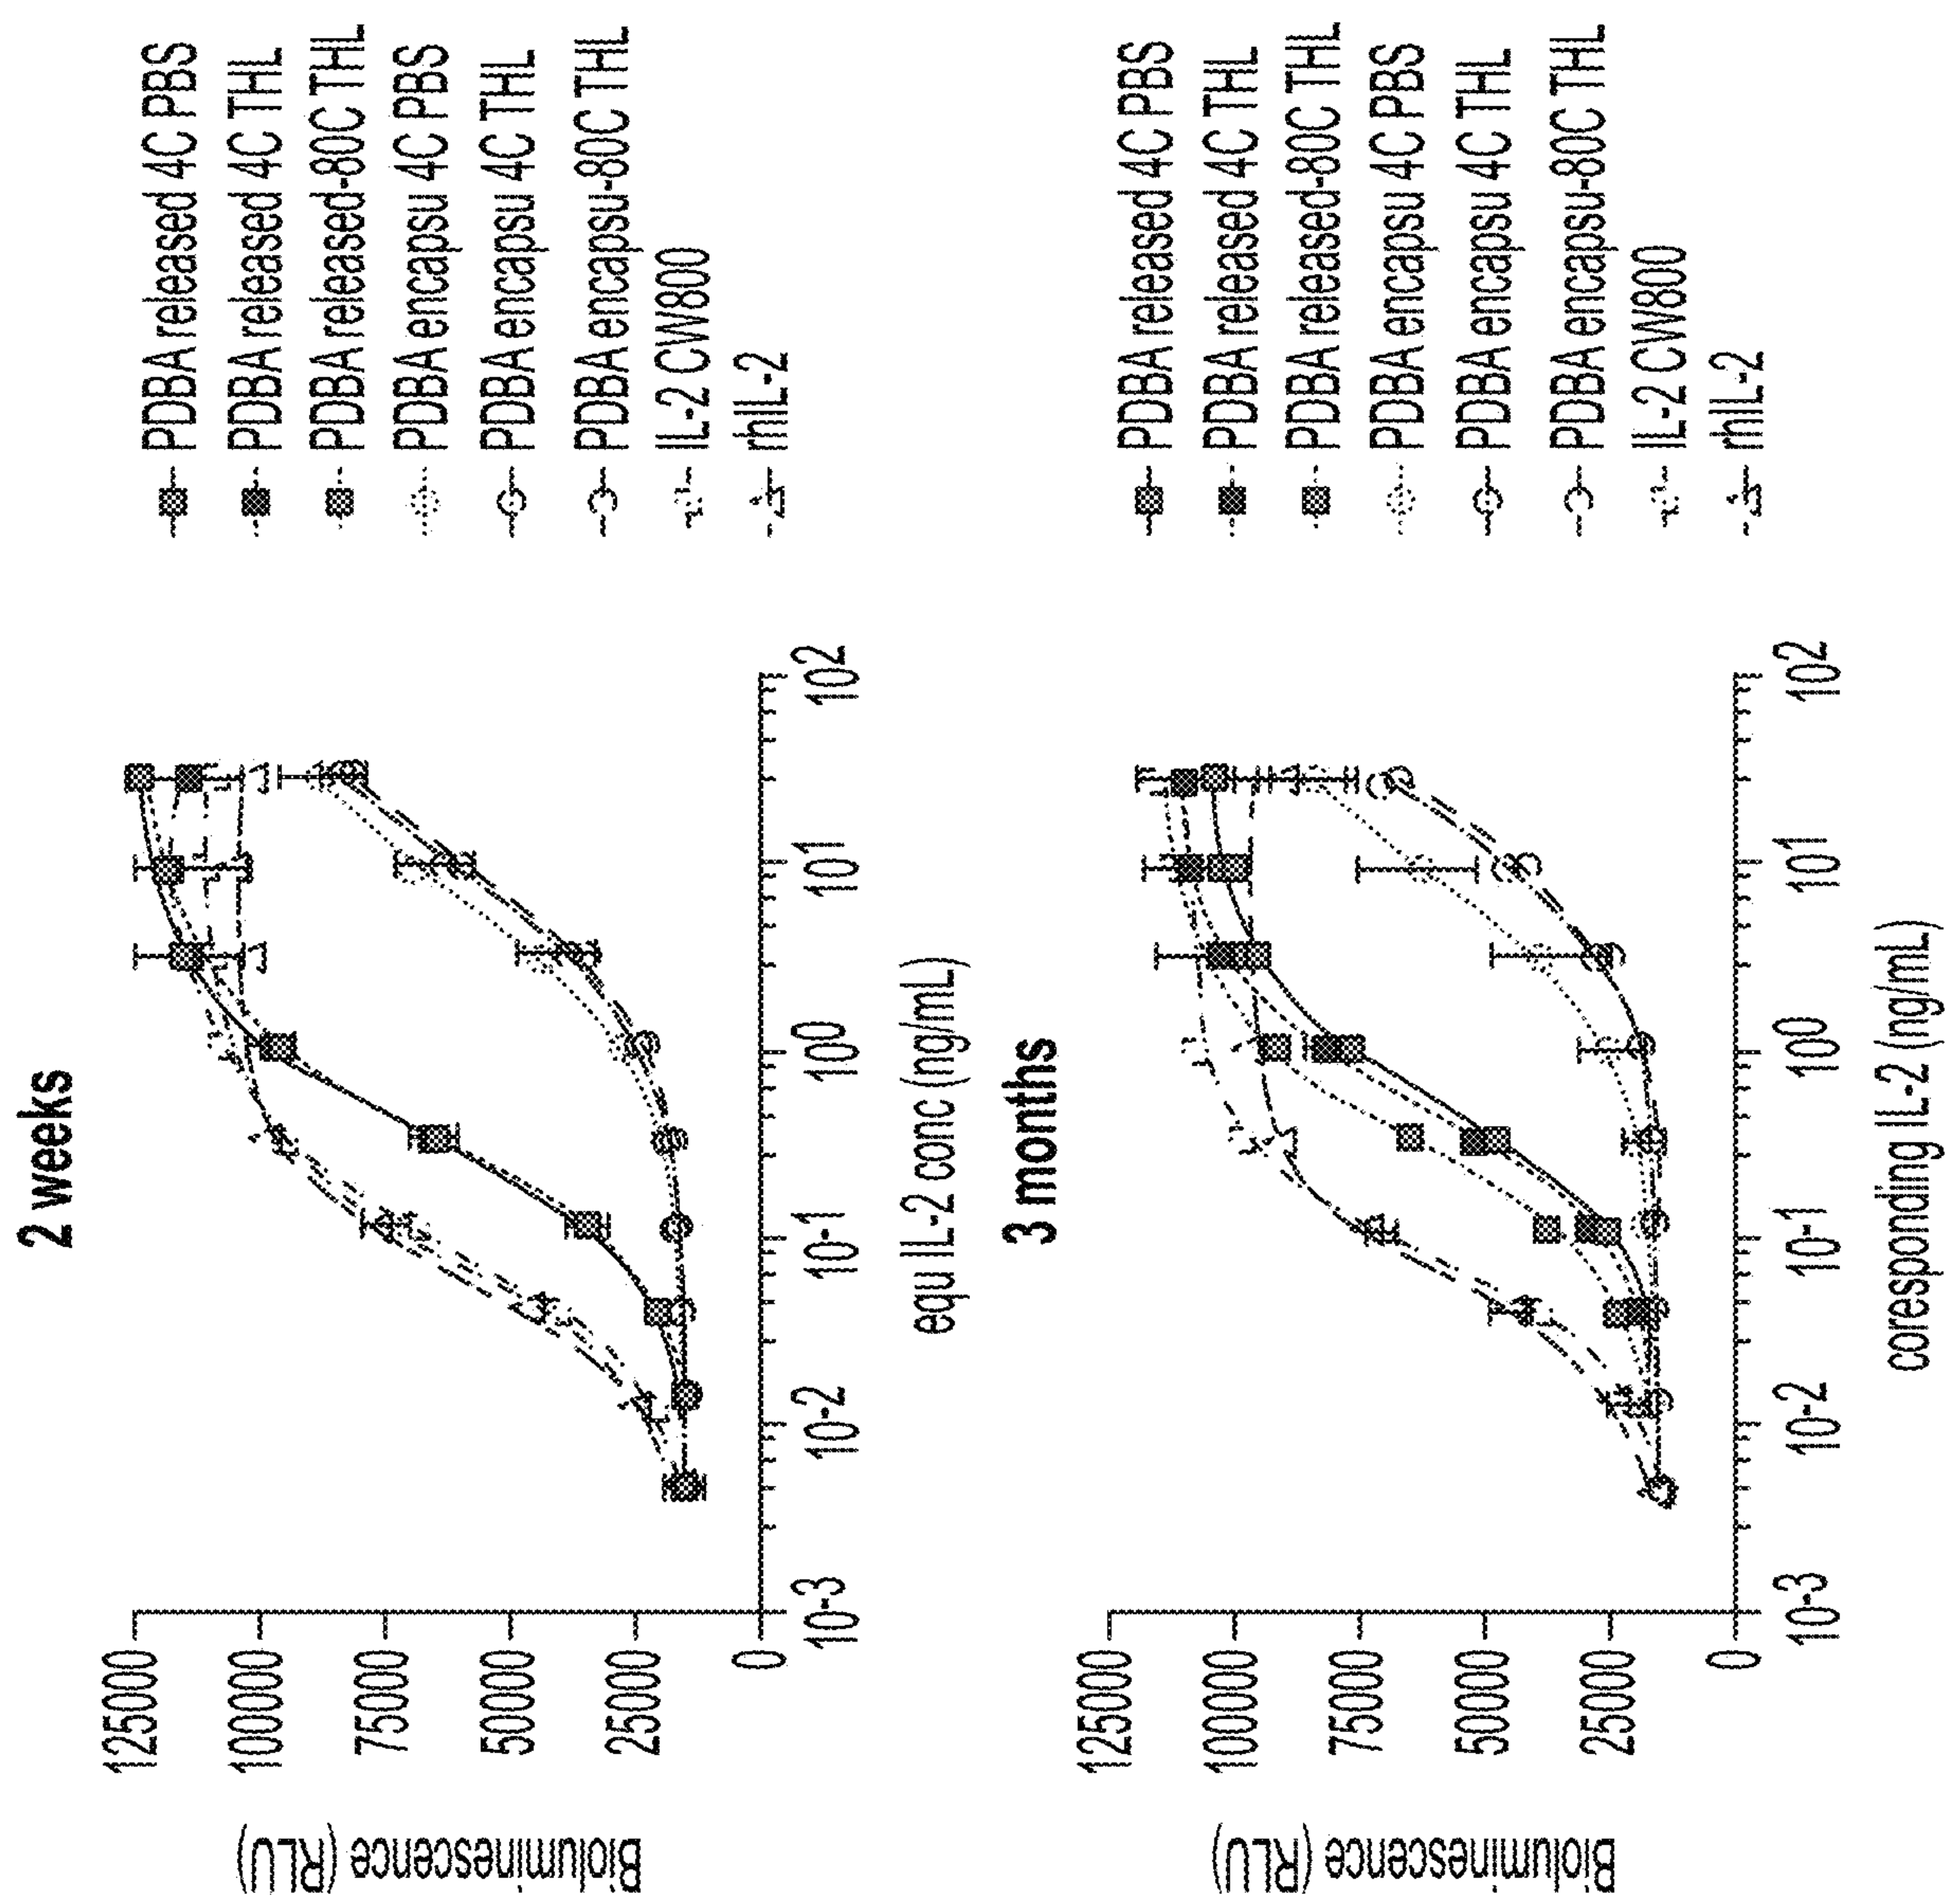 2 weeks
Bioluminescence (RLU)
125000
100000
75000
50000
25000
0
10-3
10-2
10-1
100
101
102
equ IL-2 conc (ng/mL)
PDBA released 4C PBS
PDBA released 4C THL
PDBA released-80C THL
PDBA encapsu 4C PBS
PDBA encapsu 4C THL
PDBA encapsu-80C THL
IL-2 CW800
rhIL-2
3 months
Bioluminescence (RLU)
125000
100000
75000
50000
25000
0
10-3
10-2
10-1
100
101
102
coresponding IL-2 (ng/mL)
PDBA released 4C PBS
PDBA released 4C THL
PDBA released-80C THL
PDBA encapsu 4C PBS
PDBA encapsu 4C THL
PDBA encapsu-80C THL
IL-2 CW800
rhIL-2